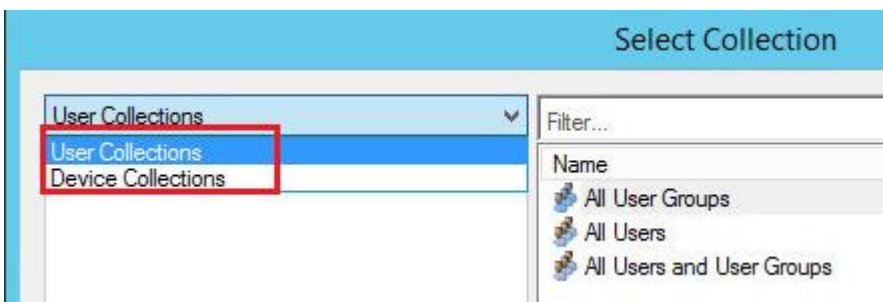 Select Collection
User Collections
User Collections
Device Collections
Filter...
Name
All User Groups
All Users
All Users and User Groups